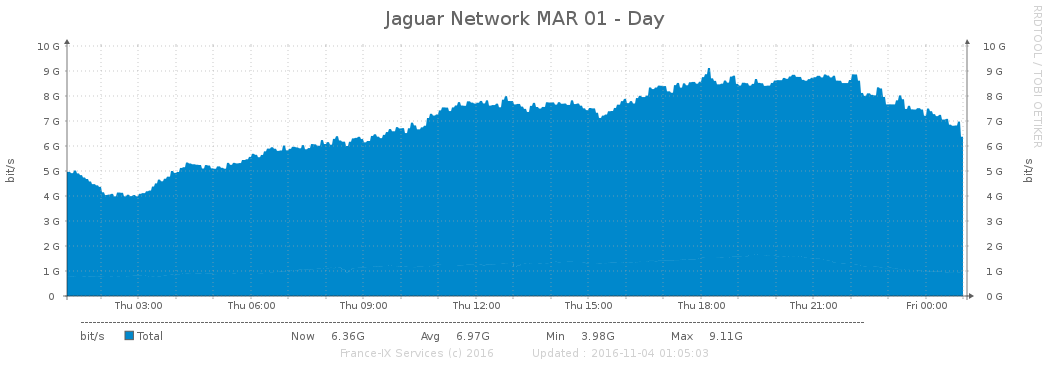 Jaguar Network MAR 01 - Day
RRDTOOL / TOBI OETIKER
bit/s
10 G 10 G
9 G 9 G
8 G 8 G
7 G 7 G
6 G 6 G
5 G 5 G
4 G 4 G
3 G 3 G
2 G 2 G
1 G 1 G
0 0 G
bit/s
Thu 03:00 Thu 06:00 Thu 09:00 Thu 12:00 Thu 15:00 Thu 18:00 Thu 21:00 Fri 00:00
bit/s Total Now 6.36G Avg 6.97G Min 3.98G Max 9.11G
France-IX Services (c) 2016 Updated : 2016-11-04 01:05:03